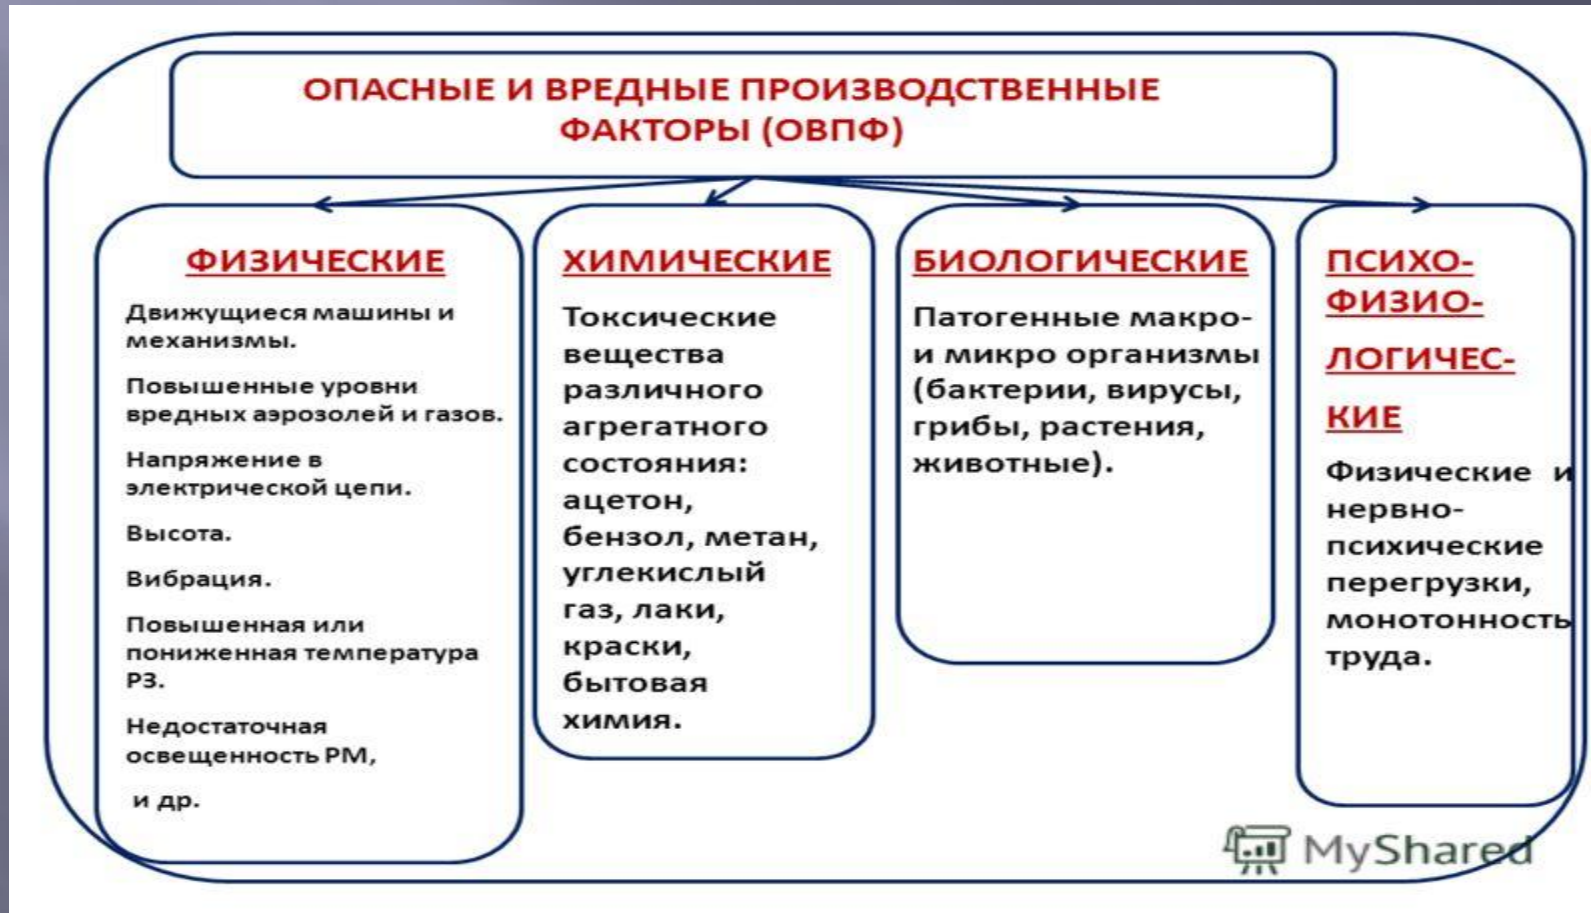 ОПАСНЫЕ И ВРЕДНЫЕ ПРОИЗВОДСТВЕННЫЕ
ФАКТОРЫ (ОВПФ)
ФИЗИЧЕСКИЕ
Движущиеся машины и
механизмы.
Повышенные уровни
вредных аэрозолей и газов.
Напряжение в
электрической цепи.
Высота.
Вибрация.
Повышенная или
пониженная температура
РЗ.
Недостаточная
освещенность РМ,
и др.
ХИМИЧЕСКИЕ
Токсические
вещества
различного
агрегатного
состояния:
ацетон,
бензол, метан,
углекислый
газ, лаки,
краски,
бытовая
химия.
БИОЛОГИЧЕСКИЕ
Патогенные макро-
и микро организмы
(бактерии, вирусы,
грибы, растения,
животные).
ПСИХО-
ФИЗИО-
ЛОГИЧЕС-
КИЕ
Физические и
нервно-
психические
перегрузки,
монотонность
труда.
MyShared